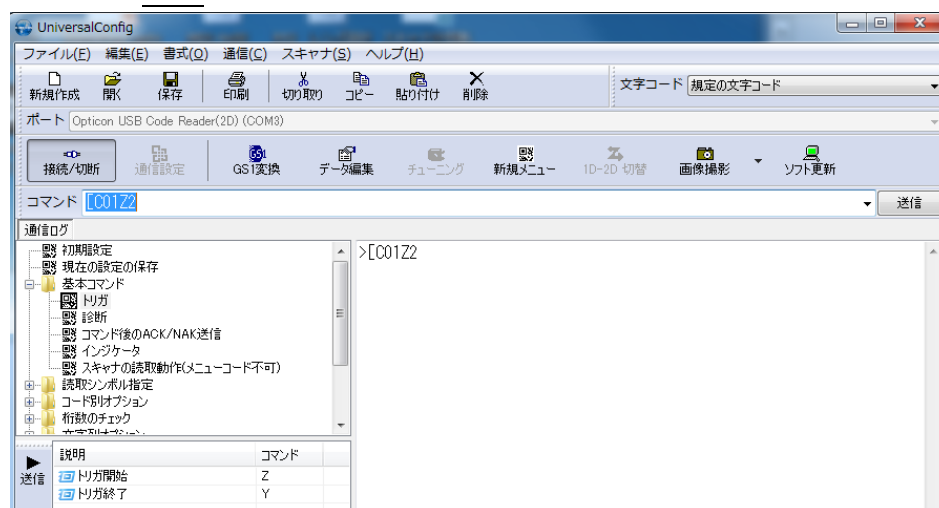 UniversalConfig
ファイル(F) 編集(E) 書式(O) 通信(C) スキャナ(S) ヘルプ(H)
新規作成 開く 保存 印刷 切り取り コピー 貼り付け 削除 文字コード 規定の文字コード
ポート Opticon USB Code Reader(2D) (COM3)
接続/切断 通信設定 GS1変換 データ編集 チューニング 新規メニュー 1D-2D 切替 画像撮影 ソフト更新
コマンド [C01Z2 送信
通信ログ
初期設定
現在の設定の保存
基本コマンド
トリガ
診断
コマンド後のACK/NAK送信
インジケータ
スキャナの読取動作(メニューコード不可)
読取シンボル指定
コード別オプション
桁数のチェック
文字列オプション
>[C01Z2
送信
説明 コマンド
トリガ開始 Z
トリガ終了 Y